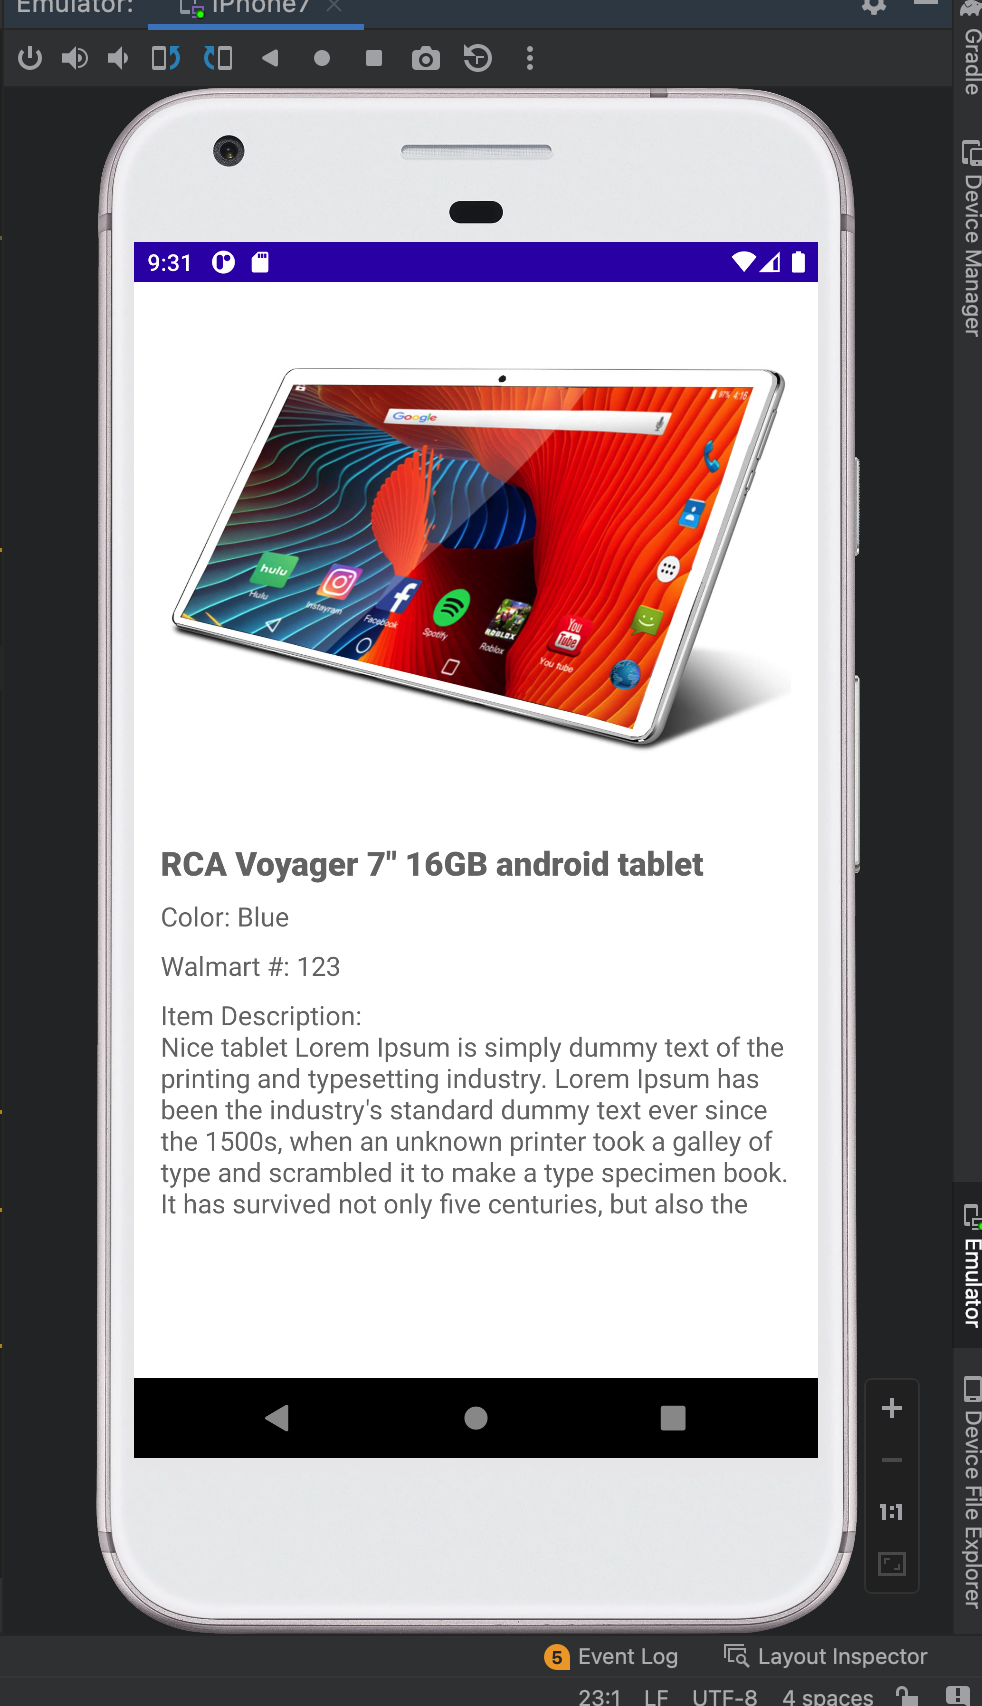 Emulator:
iPhone7
Gradle
Device Manager
9:31
97% 4:16
Google
hulu
Hulu
Instayram
Facebook
Spotify
ROBLOX
Roblox
You
Tube
You tube
RCA Voyager 7" 16GB android tablet
Color: Blue
Walmart #: 123
Item Description:
Nice tablet Lorem Ipsum is simply dummy text of the
printing and typesetting industry. Lorem Ipsum has
been the industry's standard dummy text ever since
the 1500s, when an unknown printer took a galley of
type and scrambled it to make a type specimen book.
It has survived not only five centuries, but also the
Emulator
1:1
Device File Explorer
5 Event Log
Layout Inspector
23:1 LF UTF-8 4 spaces